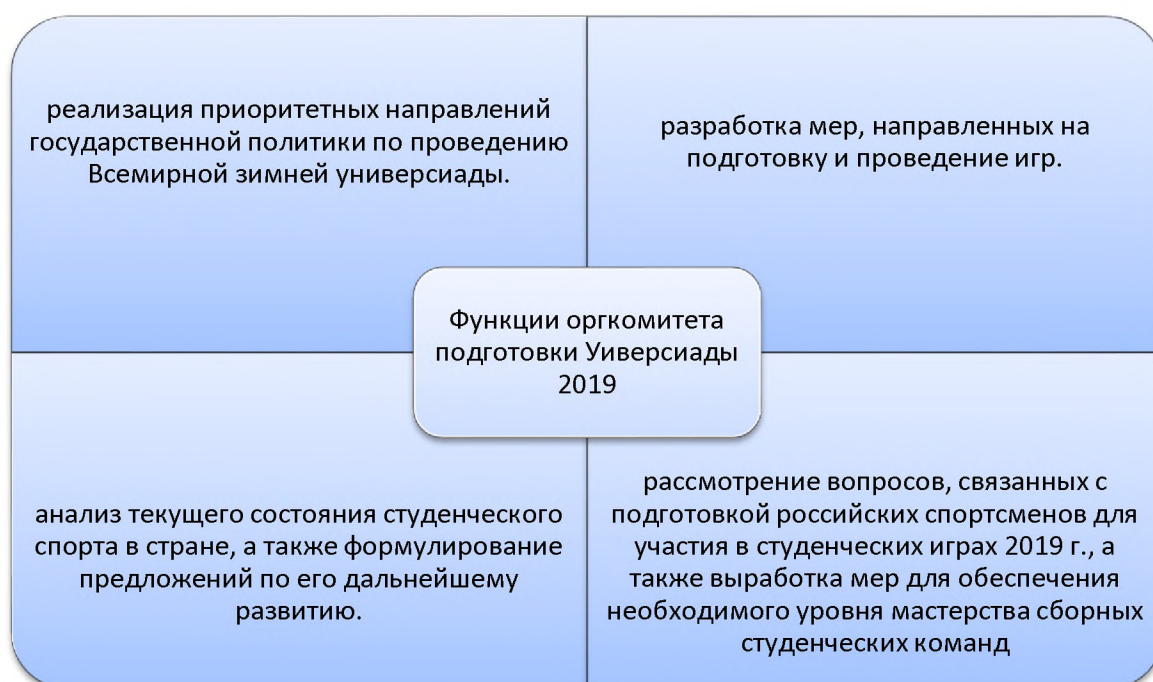 реализация приоритетных направлений
государственной политики по проведению
Всемирной зимней универсиады.
разработка мер, направленных на
подготовку и проведение игр.
Функции оргкомитета
подготовки Уиверсиады
2019
анализ текущего состояния студенческого
спорта в стране, а также формулирование
предложений по его дальнейшему
развитию.
рассмотрение вопросов, связанных с
подготовкой российских спортсменов для
участия в студенческих играх 2019 г., а
также выработка мер для обеспечения
необходимого уровня мастерства сборных
студенческих команд